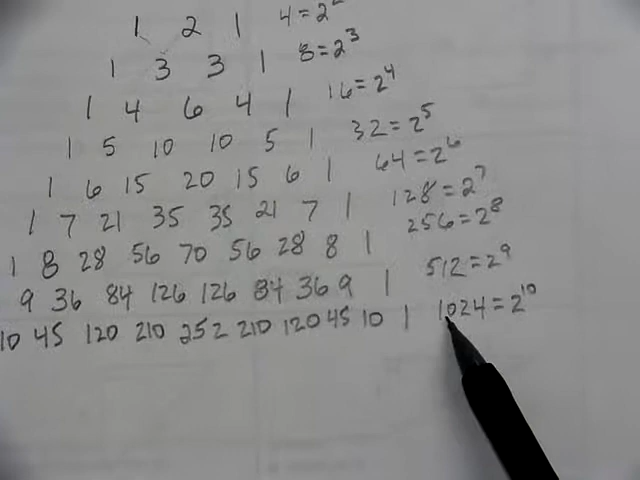 1 2 1 4=2²
1 3 3 1 8=2³
1 4 6 4 1 16=2⁴
1 5 10 10 5 1 32=2⁵
1 6 15 20 15 6 1 64=2⁶
1 7 21 35 35 21 7 1 128=2⁷
1 8 28 56 70 56 28 8 1 256=2⁸
9 36 84 126 126 84 36 9 1 512=2⁹
10 45 120 210 252 210 120 45 10 1 1024=2¹⁰